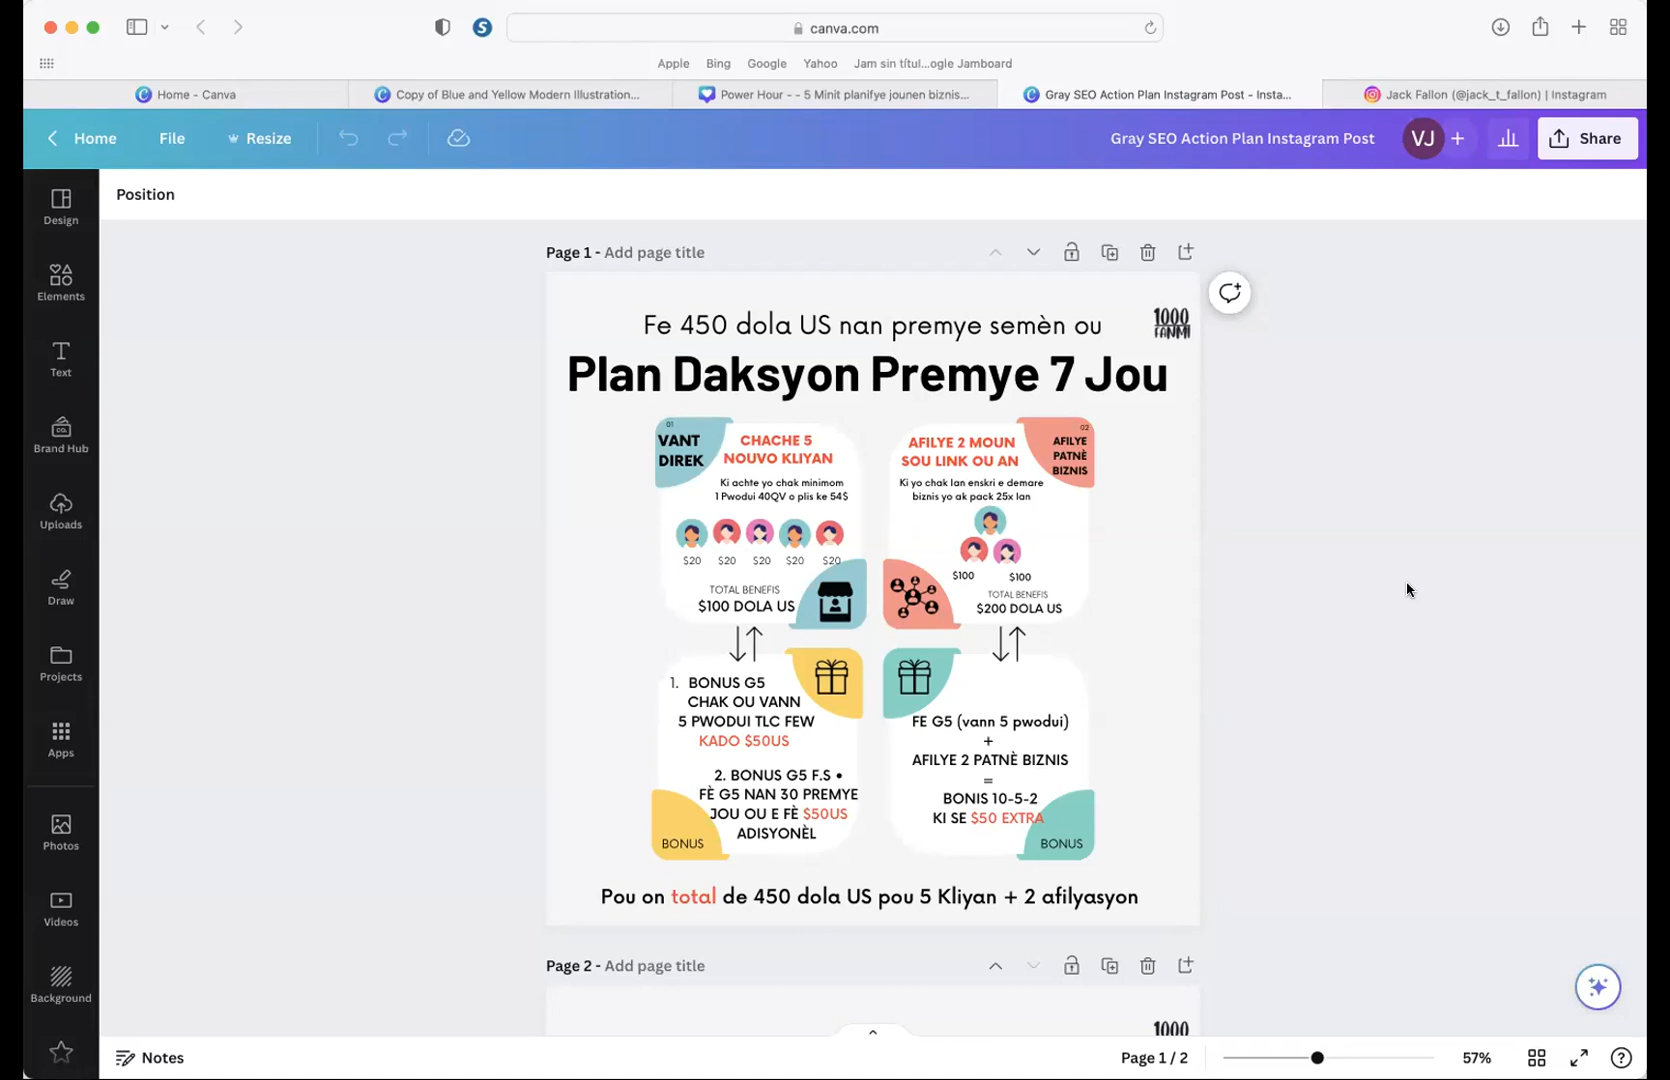 canva.com
Apple Bing Google Yahoo Jam sin títul...ogle Jamboard
Home - Canva
Copy of Blue and Yellow Modern Illustration...
Power Hour - - 5 Minit planifye jounen biznis...
Gray SEO Action Plan Instagram Post - Insta...
Jack Fallon (@jack_t_fallon) | Instagram
Home File Resize
Gray SEO Action Plan Instagram Post
VJ
Share
Position
Design
Elements
Text
Brand Hub
Uploads
Draw
Projects
Apps
Photos
Videos
Background
Page 1 - Add page title
Fe 450 dola US nan premye semèn ou
1000
FANMI
Plan Daksyon Premye 7 Jou
01
VANT
DIREK
CHACHE 5
NOUVO KLIYAN
Ki achte yo chak minimom
1 Pwodui 40QV o plis ke 54$
$20 $20 $20 $20 $20
TOTAL BENEFIS
$100 DOLA US
02
AFILYE
PATNÈ
BIZNIS
AFILYE 2 MOUN
SOU LINK OU AN
Ki yo chak lan enskri e demare
biznis yo ak pack 25x lan
$100 $100
TOTAL BENEFIS
$200 DOLA US
1. BONUS G5
CHAK OU VANN
5 PWODUI TLC FEW
KADO $50US
2. BONUS G5 F.S •
FÈ G5 NAN 30 PREMYE
JOU OU E FÈ $50US
ADISYONÈL
BONUS
FE G5 (vann 5 pwodui)
+
AFILYE 2 PATNÈ BIZNIS
=
BONIS 10-5-2
KI SE $50 EXTRA
BONUS
Pou on total de 450 dola US pou 5 Kliyan + 2 afilyasyon
Page 2 - Add page title
1000
Notes
Page 1 / 2
57%